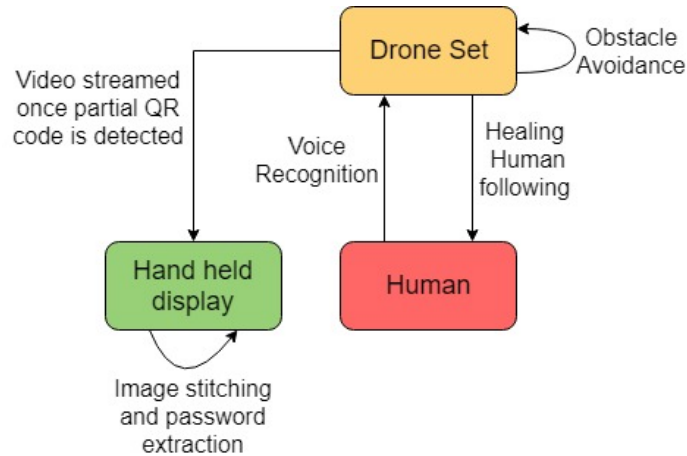 Drone Set
Obstacle
Avoidance
Video streamed
once partial QR
code is detected
Voice
Recognition
Healing
Human
following
Hand held
display
Human
Image stitching
and password
extraction